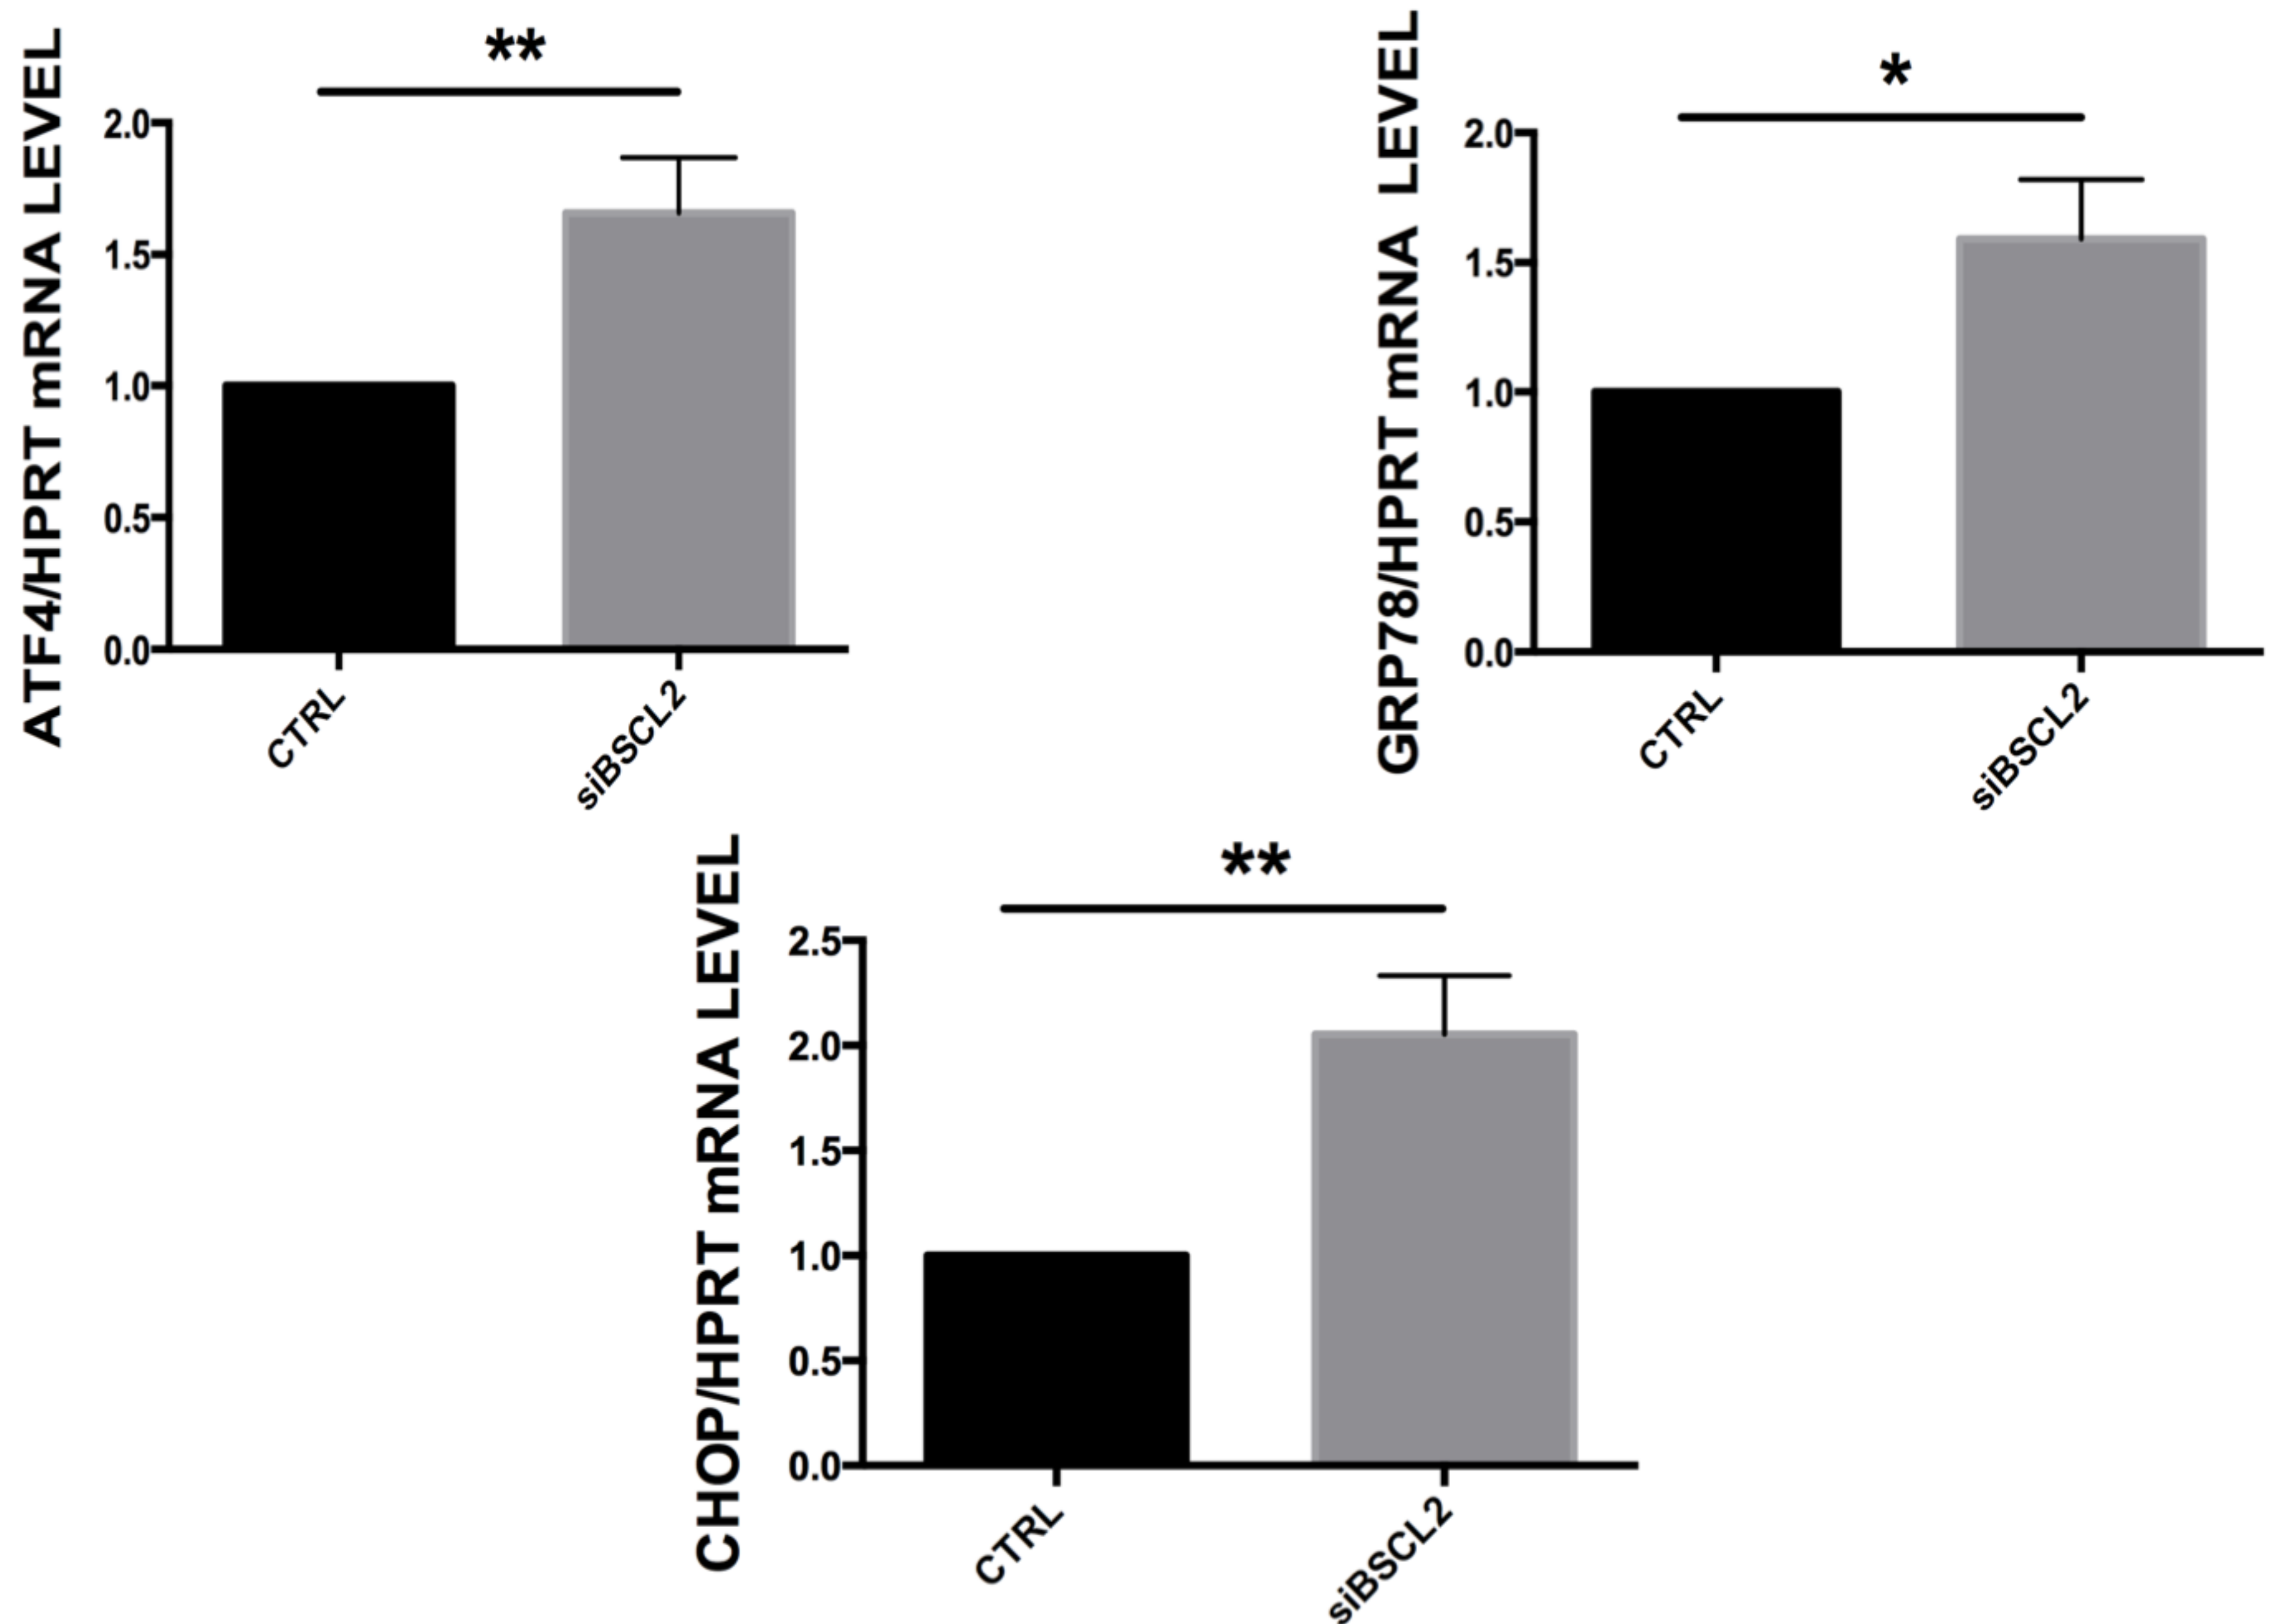 ATF4/HPRT mRNA LEVEL
**
2.0
1.5
1.0
0.5
0.0
CTRL
siBSCL2
GRP78/HPRT mRNA LEVEL
*
2.0
1.5
1.0
0.5
0.0
CTRL
siBSCL2
CHOP/HPRT mRNA LEVEL
**
2.5
2.0
1.5
1.0
0.5
0.0
CTRL
siBSCL2